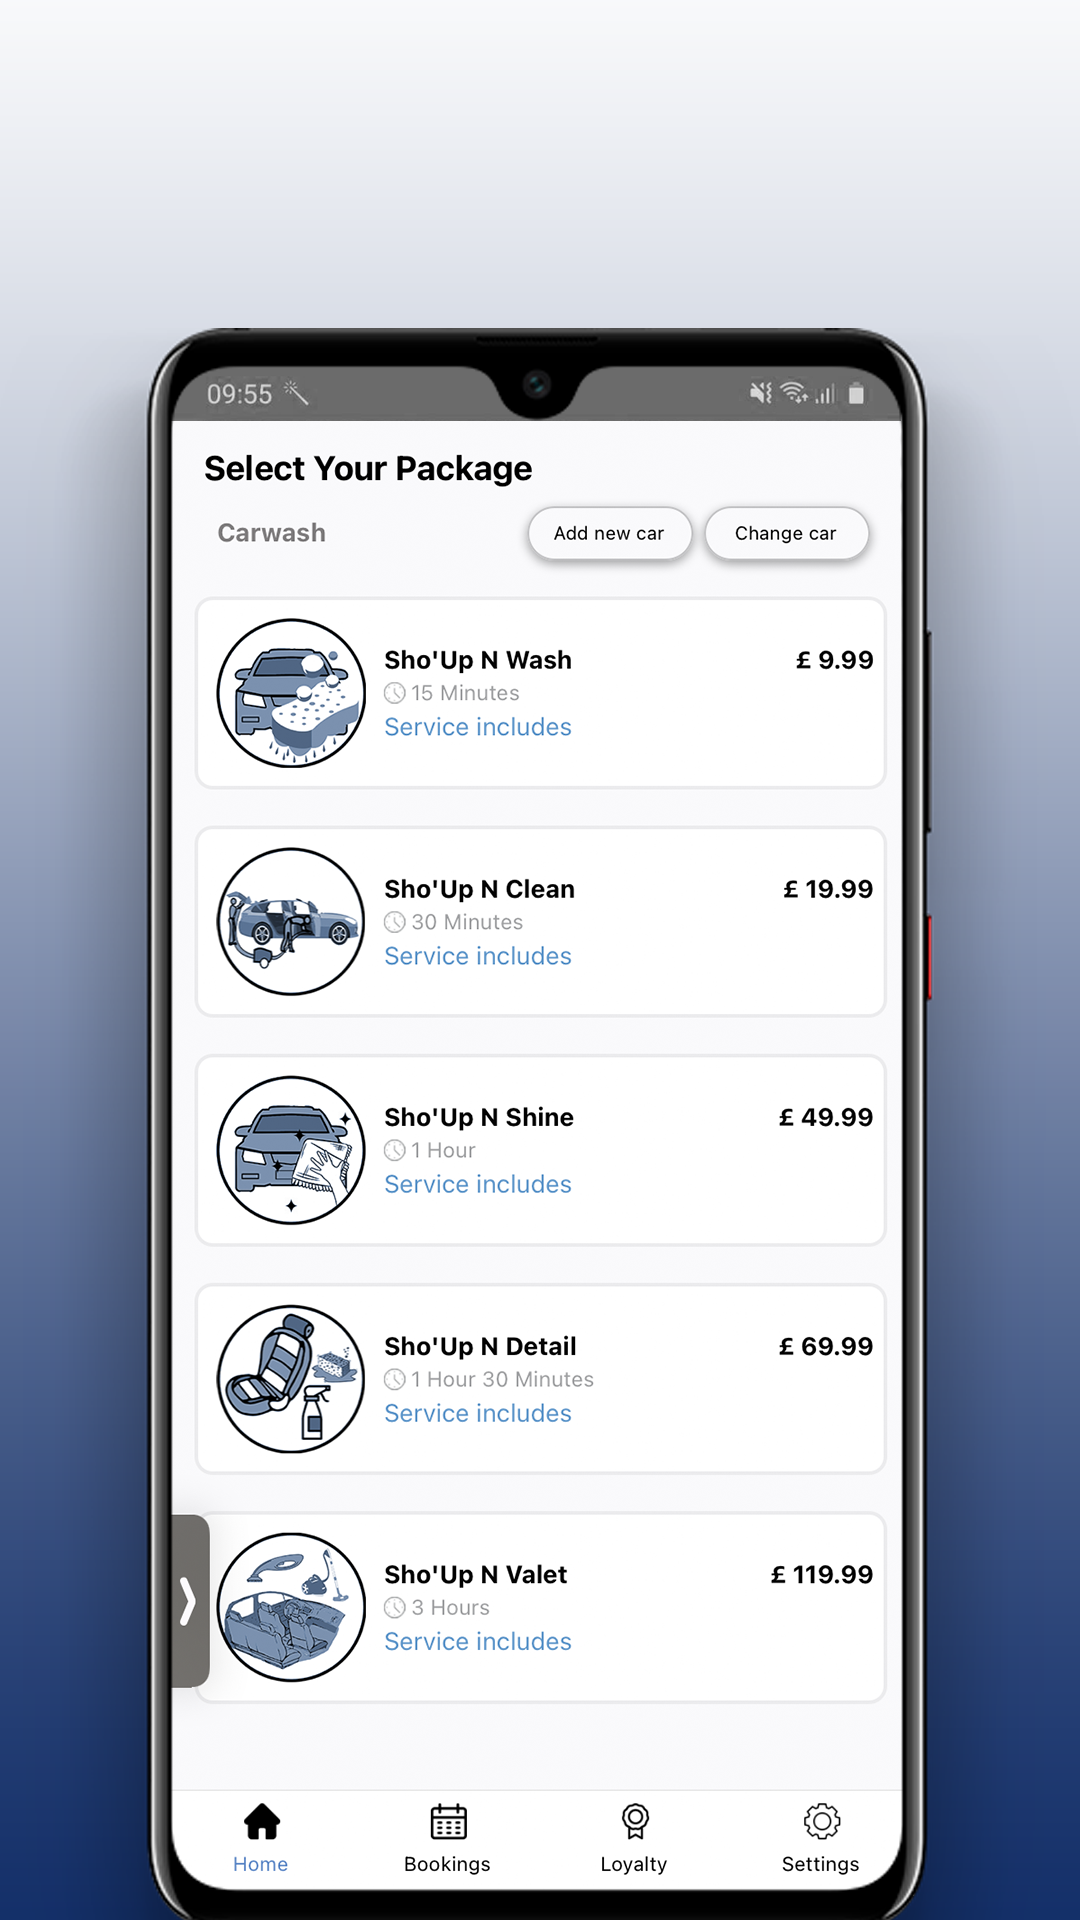 09:55
Select Your Package
Carwash
Add new car
Change car
Sho'Up N Wash
£ 9.99
15 Minutes
Service includes
Sho'Up N Clean
£ 19.99
30 Minutes
Service includes
Sho'Up N Shine
£ 49.99
1 Hour
Service includes
Sho'Up N Detail
£ 69.99
1 Hour 30 Minutes
Service includes
Sho'Up N Valet
£ 119.99
3 Hours
Service includes
Home
Bookings
Loyalty
Settings